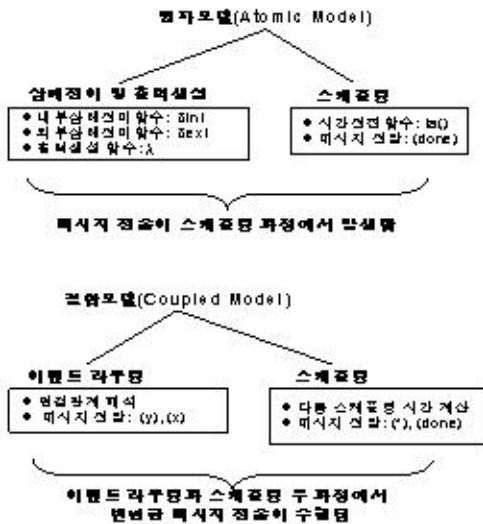 원자모델(Atomic Model)
상태전이 및 출력생성
● 내부상태전이 함수: δint
● 외부상태전이 함수: δext
● 출력생성 함수: λ
스케줄링
● 시간전진 함수: ta()
● 메시지 전달: (done)
메시지 전송이 스케줄링 과정에서 발생함
결합모델(Coupled Model)
이벤트 라우팅
● 연결관계 해석
● 메시지 전달: (y),(x)
스케줄링
● 다음 스케줄링 시간 계산
● 메시지 전달: (*),(done)
이벤트 라우팅과 스케줄링 두 과정에서
빈번한 메시지 전송이 수행됨